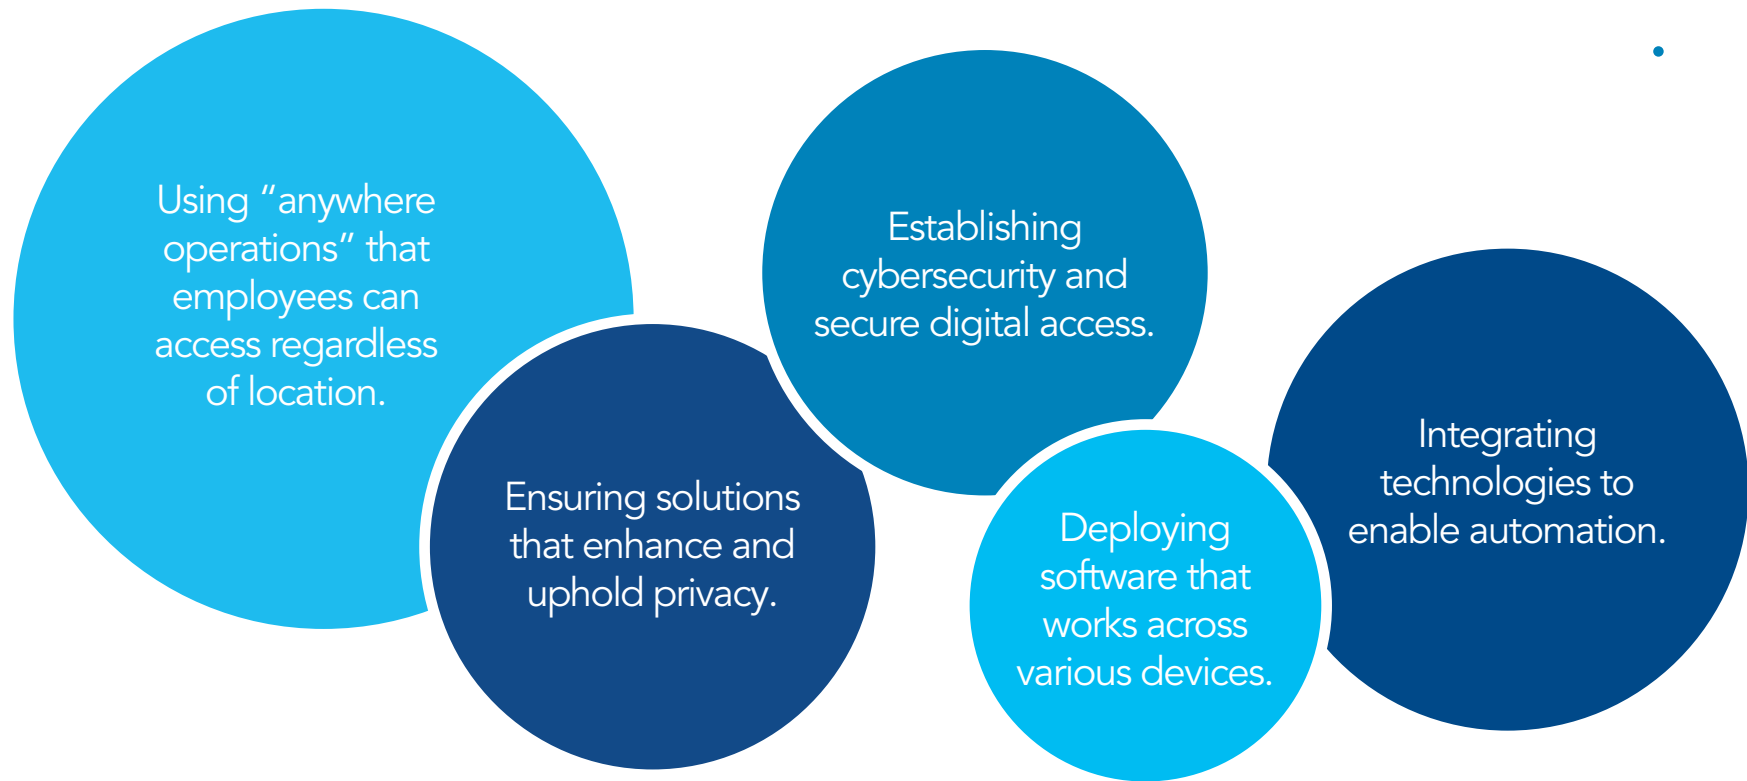 Using “anywhere
operations” that
employees can
access regardless
of location.
Ensuring solutions
that enhance and
uphold privacy.
Establishing
cybersecurity and
secure digital access.
Deploying
software that
works across
various devices.
Integrating
technologies to
enable automation.